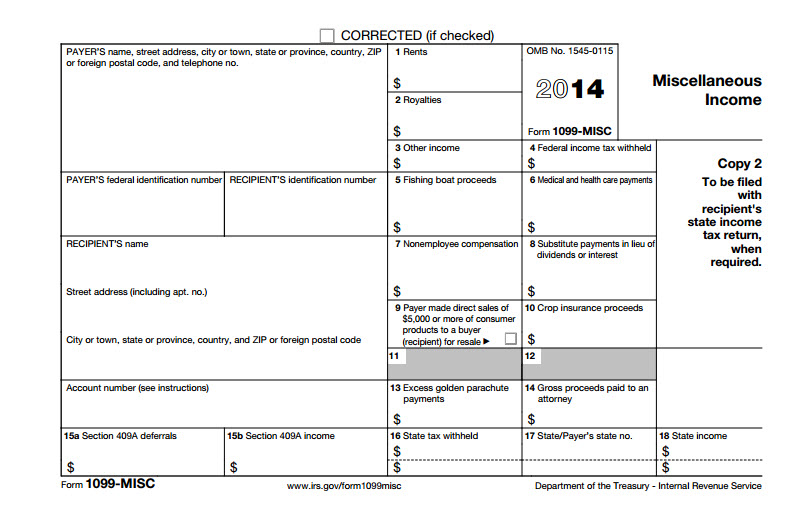 CORRECTED (if checked)
PAYER'S name, street address, city or town, state or province, country, ZIP
or foreign postal code, and telephone no.
1 Rents
$
2 Royalties
$
OMB No. 1545-0115
2014
Form 1099-MISC
Miscellaneous
Income
3 Other income
$
4 Federal income tax withheld
$
Copy 2
To be filed
with
recipient's
state income
tax return,
when
required.
PAYER'S federal identification number
RECIPIENT'S identification number
5 Fishing boat proceeds
$
6 Medical and health care payments
$
RECIPIENT'S name
Street address (including apt. no.)
City or town, state or province, country, and ZIP or foreign postal code
7 Nonemployee compensation
$
8 Substitute payments in lieu of
dividends or interest
$
9 Payer made direct sales of
$5,000 or more of consumer
products to a buyer
(recipient) for resale ▶
10 Crop insurance proceeds
$
11
12
Account number (see instructions)
13 Excess golden parachute
payments
$
14 Gross proceeds paid to an
attorney
$
15a Section 409A deferrals
$
15b Section 409A income
$
16 State tax withheld
$
$
17 State/Payer's state no.
18 State income
$
$
Form 1099-MISC
www.irs.gov/form1099misc
Department of the Treasury - Internal Revenue Service